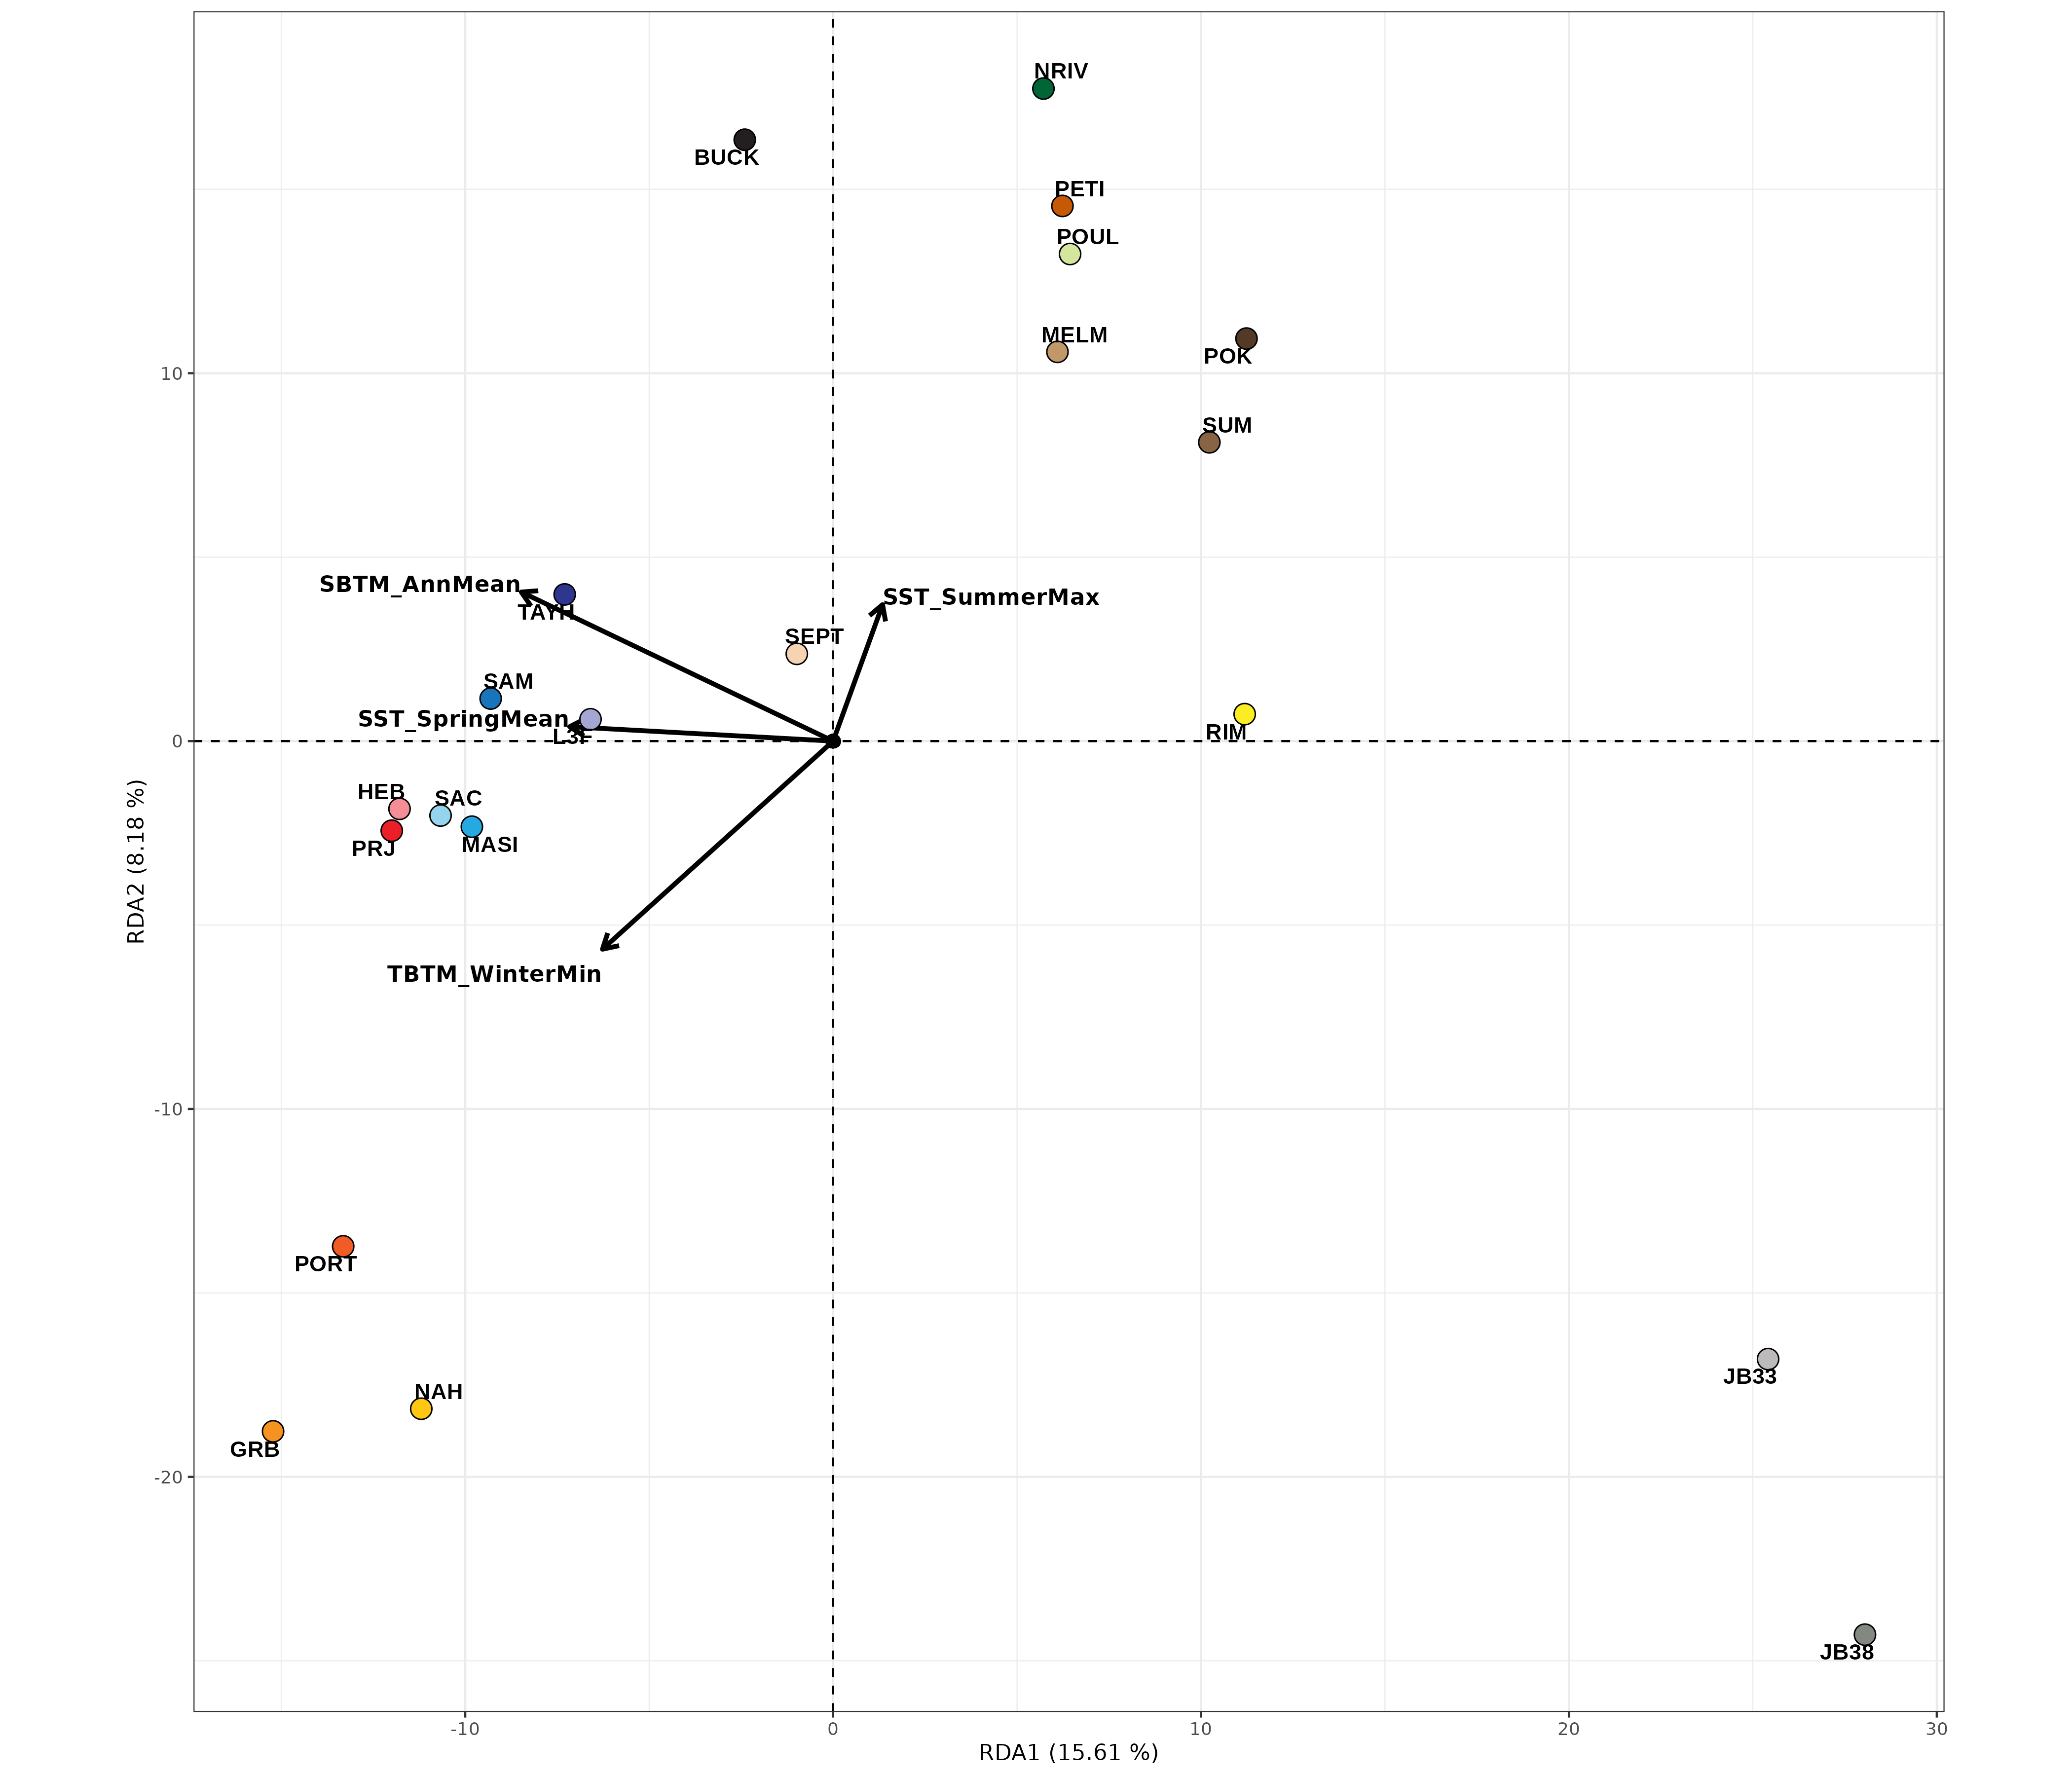 NRIV
BUCK
PETI
POUL
MELM
POK
SUM
SBTM_AnnMean
TAYH
SST_SummerMax
SEPT
SAM
SST_SpringMean
L3F
RIM
HEB
SAC
PRJ
MASI
TBTM_WinterMin
PORT
JB33
NAH
GRB
JB38
10
0
-10
-20
RDA2 (8.18 %)
-10
0
10
20
30
RDA1 (15.61 %)